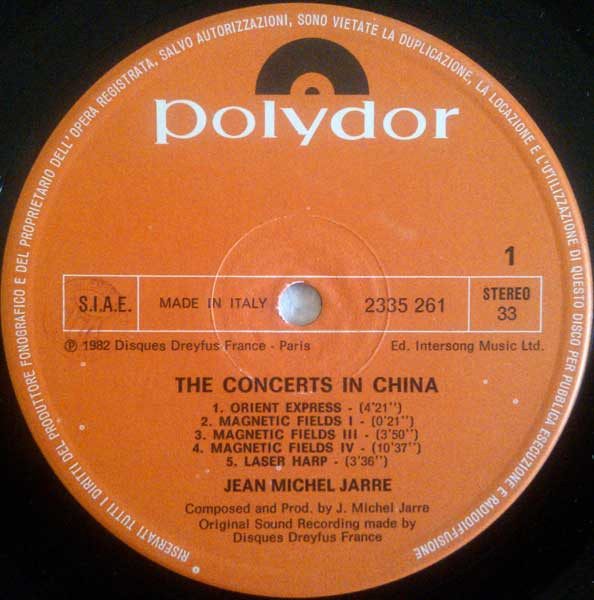 RISERVATI TUTTI I DIRITTI DEL PRODUTTORE FONOGRAFICO E DEL PROPRIETARIO DELL'OPERA REGISTRATA, SALVO AUTORIZZAZIONI, SONO VIETATE LA DUPLICAZIONE, LA LOCAZIONE E L'UTILIZZAZIONE DI QUESTO DISCO PER PUBBLICA ESECUZIONE E RADIODIFFUSIONE
polydor
1
S.I.A.E. MADE IN ITALY 2335 261 STEREO
33
℗ 1982 Disques Dreyfus France - Paris Ed. Intersong Music Ltd.
THE CONCERTS IN CHINA
1. ORIENT EXPRESS - (4'21'')
2. MAGNETIC FIELDS I - (0'21'')
3. MAGNETIC FIELDS III - (3'50'')
4. MAGNETIC FIELDS IV - (10'37'')
5. LASER HARP - (3'36'')
JEAN MICHEL JARRE
Composed and Prod. by J. Michel Jarre
Original Sound Recording made by
Disques Dreyfus France